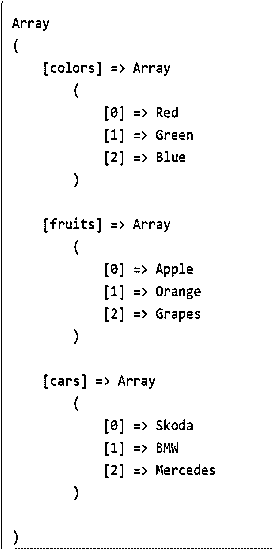 Array
(
    [colors] => Array
        (
            [0] => Red
            [1] => Green
            [2] => Blue
        )

    [fruits] => Array
        (
            [0] => Apple
            [1] => Orange
            [2] => Grapes
        )

    [cars] => Array
        (
            [0] => Skoda
            [1] => BMW
            [2] => Mercedes
        )

)